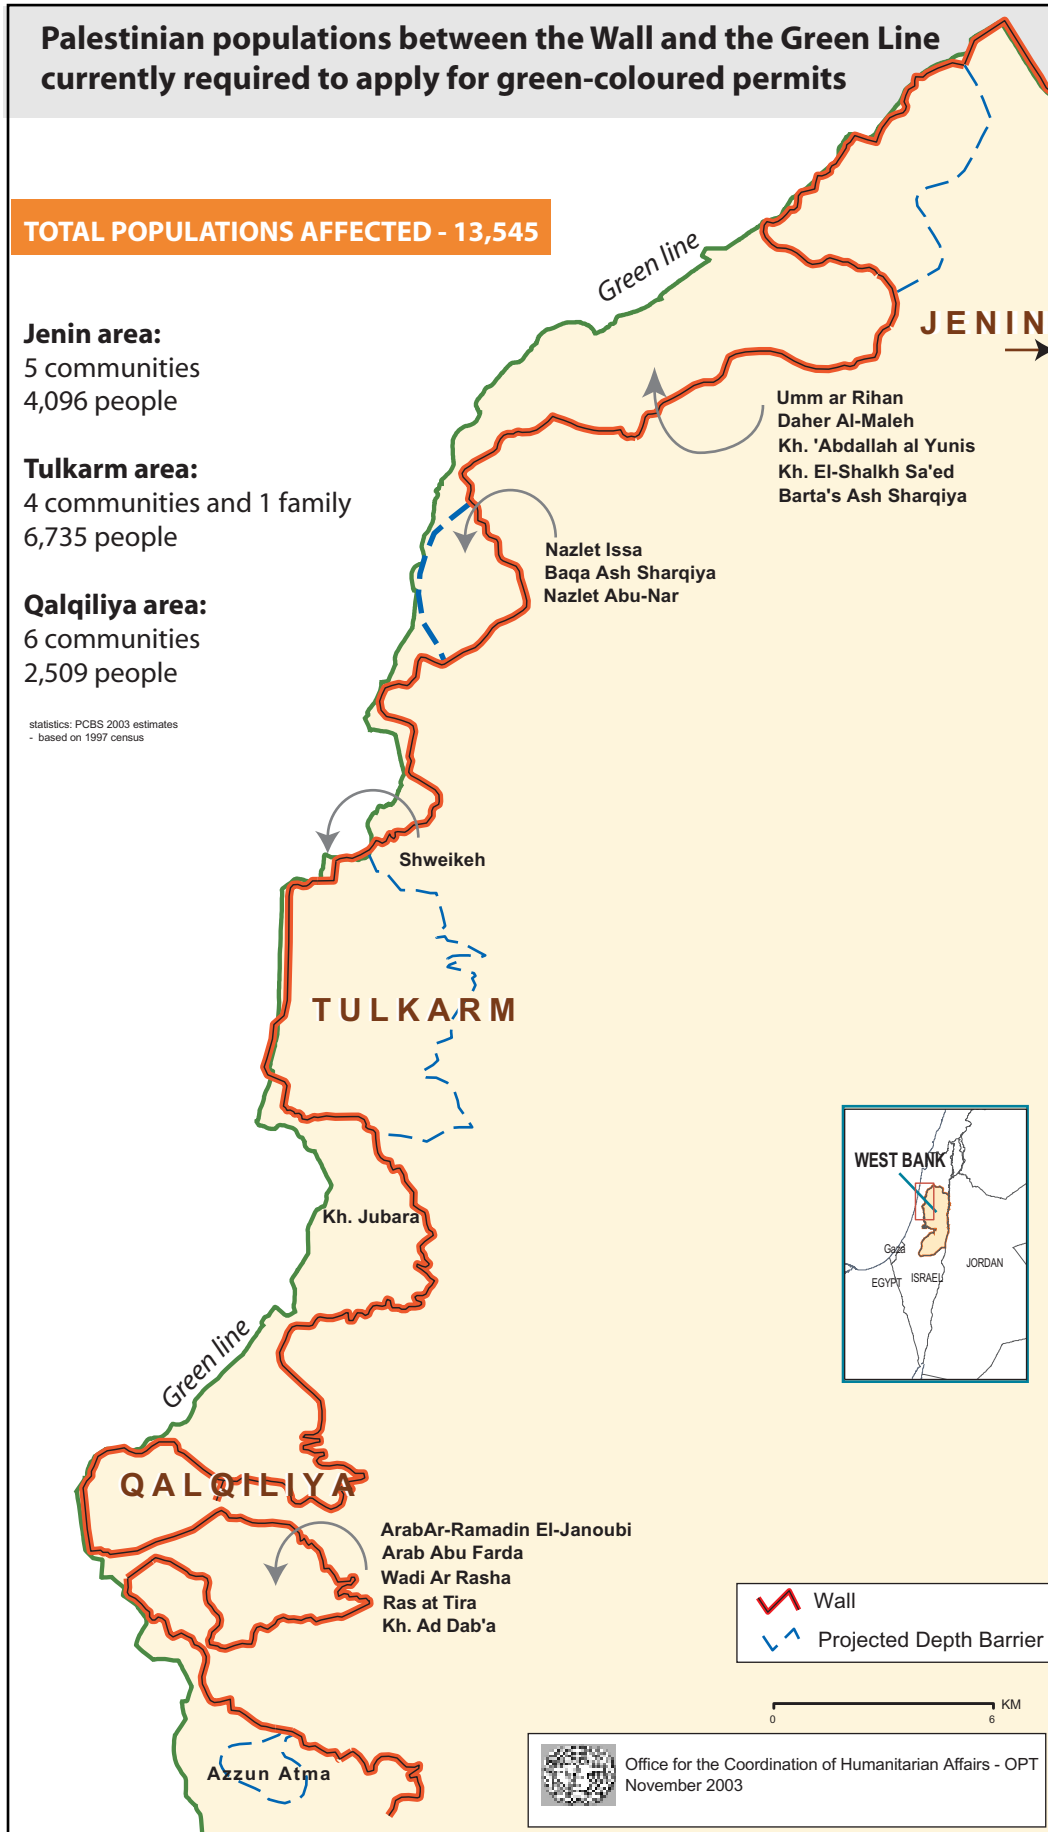 Palestinian populations between the Wall and the Green Line
currently required to apply for green-coloured permits
TOTAL POPULATIONS AFFECTED - 13,545
Green line
JENIN
Jenin area:
5 communities
4,096 people
Tulkarm area:
4 communities and 1 family
6,735 people
Qalqiliya area:
6 communities
2,509 people
statistics: PCBS 2003 estimates
- based on 1997 census
Umm ar Rihan
Daher Al-Maleh
Kh. 'Abdallah al Yunis
Kh. El-Shalkh Sa'ed
Barta's Ash Sharqiya
Nazlet Issa
Baqa Ash Sharqiya
Nazlet Abu-Nar
Shweikeh
TULKARM
Kh. Jubara
WEST BANK
Gaza
EGYPT
ISRAEL
JORDAN
Green line
QALQILIYA
ArabAr-Ramadin El-Janoubi
Arab Abu Farda
Wadi Ar Rasha
Ras at Tira
Kh. Ad Dab'a
Azzun Atma
Wall
Projected Depth Barrier
KM
0 6
Office for the Coordination of Humanitarian Affairs - OPT
November 2003